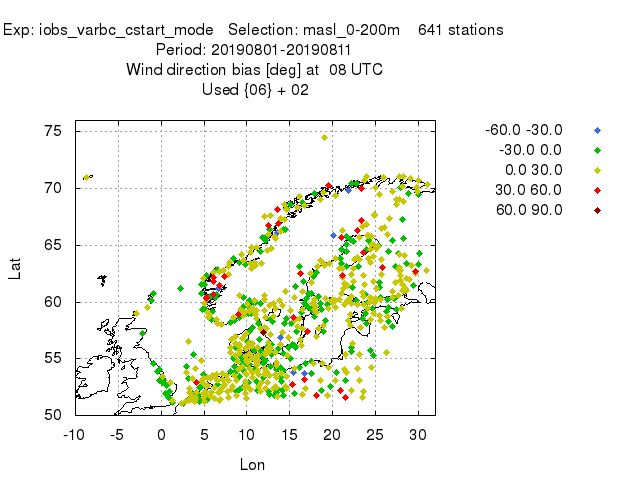 Exp: iobs_varbc_cstart_mode   Selection: masl_0-200m    641 stations
Period: 20190801-20190811
Wind direction bias [deg] at  08 UTC
Used {06} + 02
-60.0 -30.0
-30.0 0.0
0.0 30.0
30.0 60.0
60.0 90.0
75
70
65
60
55
50
Lat
-10 -5 0 5 10 15 20 25 30
Lon